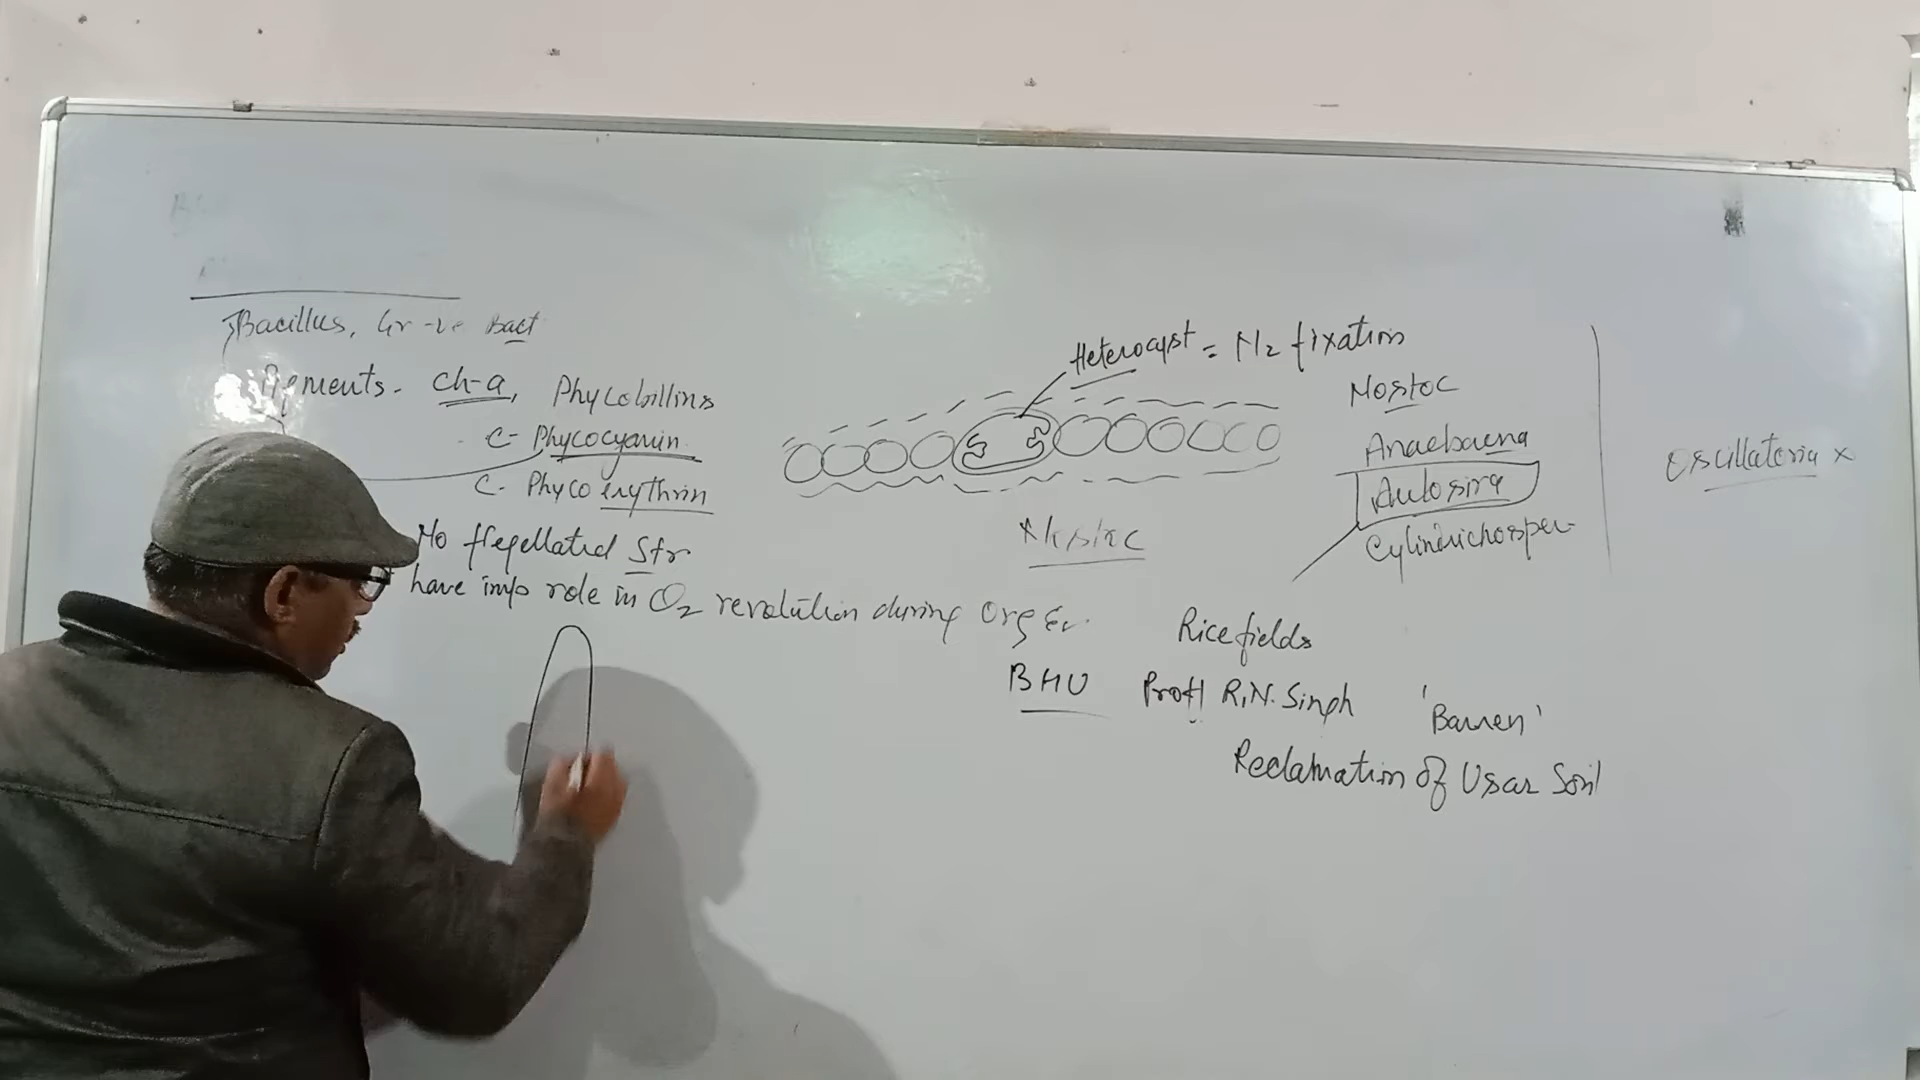 Bacillus, Gr -ve Bact
Pigments - ch-a, Phycobillins
C- Phycocyanin
C- Phycoerythrin
No flegellated Str
have imp role in O2 revolution during Org Ev.
Heterocyst = N2 fixation
Nostoc
Nostoc
Anaebaena
Aulosira
Cylindrichosper-
Oscillatoria x
Rice fields
BHU Prof R.N. Singh 'Barren'
Reclamation of Usar Soil